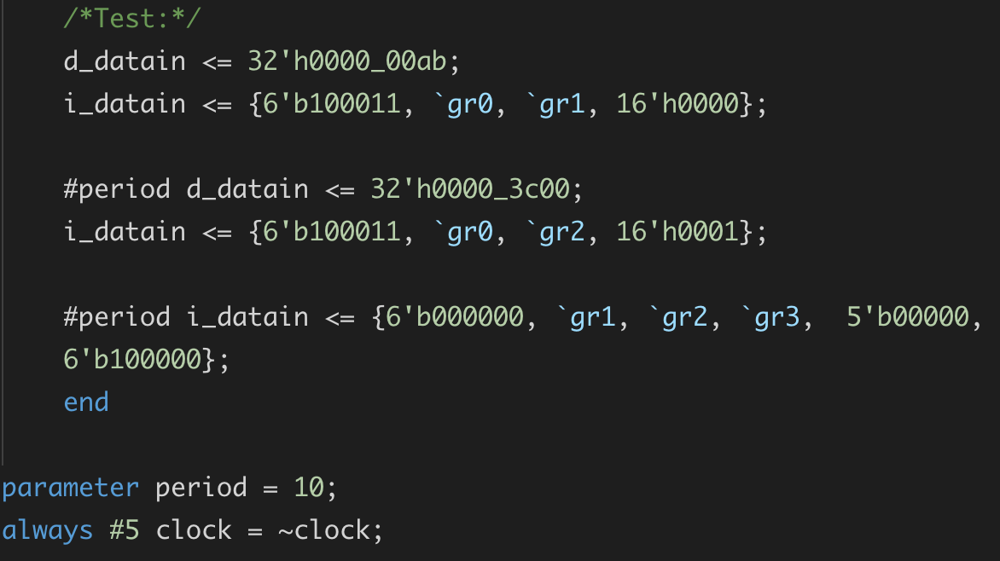 /*Test:*/
d_datain <= 32'h0000_00ab;
i_datain <= {6'b100011, `gr0, `gr1, 16'h0000};
#period d_datain <= 32'h0000_3c00;
i_datain <= {6'b100011, `gr0, `gr2, 16'h0001};
#period i_datain <= {6'b000000, `gr1, `gr2, `gr3,  5'b00000,
6'b100000};
end
parameter period = 10;
always #5 clock = ~clock;